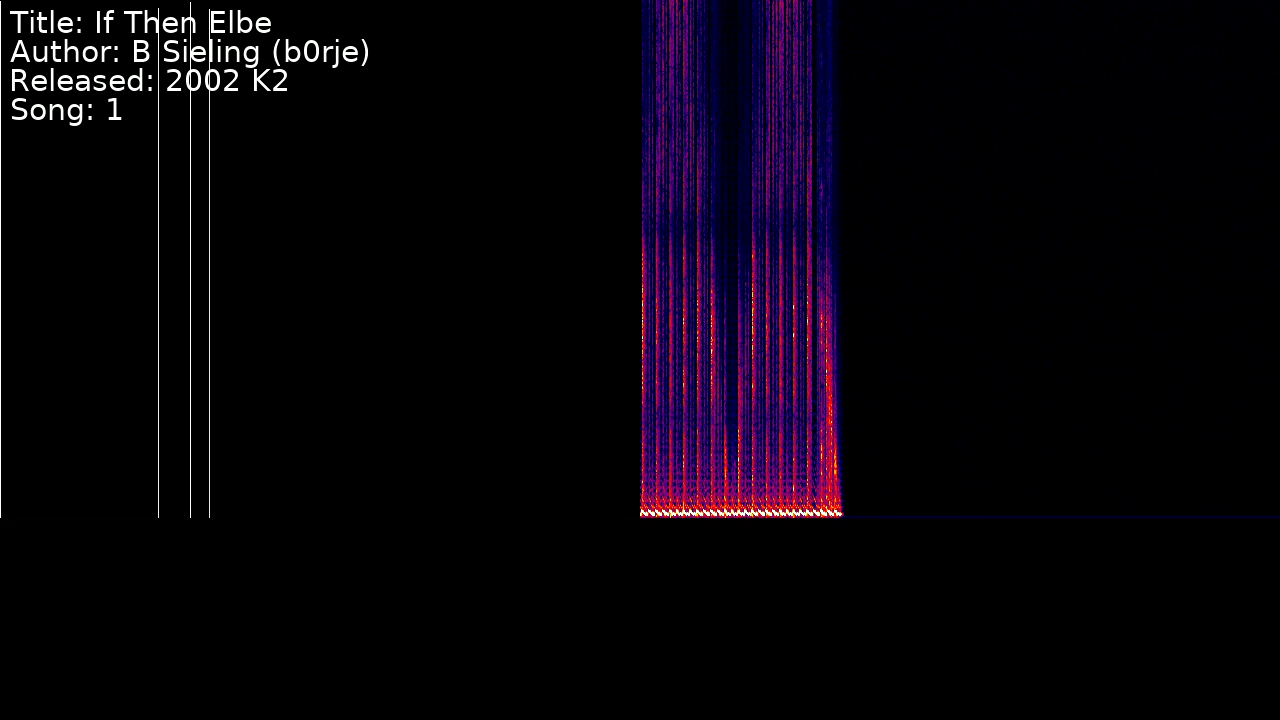 Title: If Then Elbe
Author: B Sieling (b0rje)
Released: 2002 K2
Song: 1